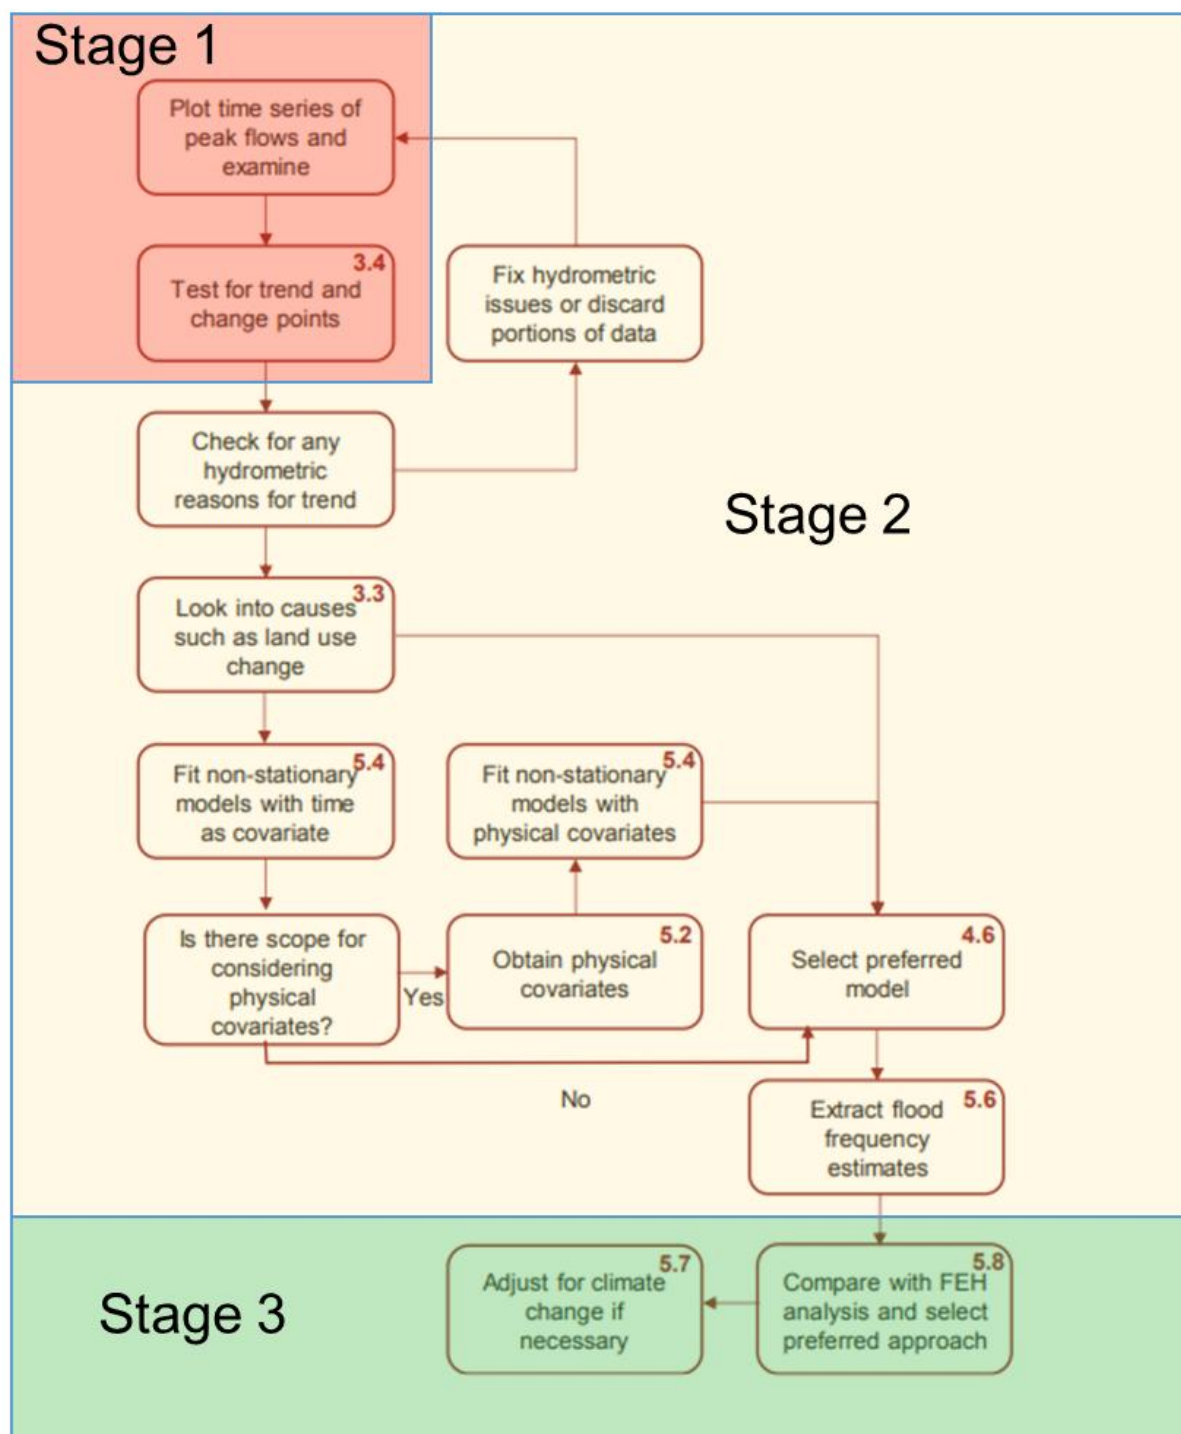 Stage 1
Plot time series of
peak flows and
examine
3.4
Test for trend and
change points
Fix hydrometric
issues or discard
portions of data
Check for any
hydrometric
reasons for trend
Stage 2
3.3
Look into causes
such as land use
change
5.4
Fit non-stationary
models with time
as covariate
5.4
Fit non-stationary
models with
physical covariates
Is there scope for
considering
physical
covariates?
Yes
5.2
Obtain physical
covariates
4.6
Select preferred
model
No
5.6
Extract flood
frequency
estimates
Stage 3
5.7
Adjust for climate
change if
necessary
5.8
Compare with FEH
analysis and select
preferred approach